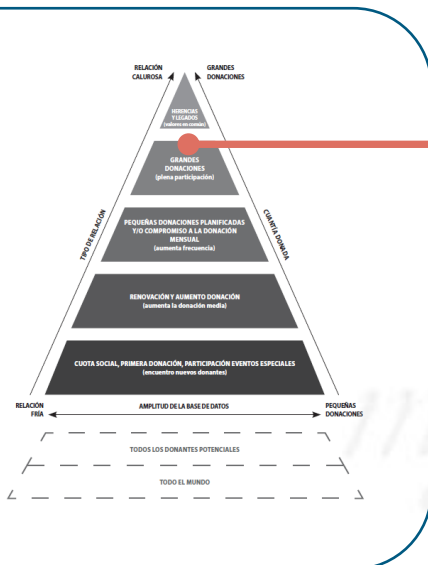 RELACIÓN
CALUROSA
GRANDES
DONACIONES
HERENCIAS
Y LEGADOS
(valores en común)
GRANDES
DONACIONES
(plena participación)
TIPO DE RELACIÓN
CUANTÍA DONADA
PEQUEÑAS DONACIONES PLANIFICADAS
Y/O COMPROMISO A LA DONACIÓN
MENSUAL
(aumenta frecuencia)
RENOVACIÓN Y AUMENTO DONACIÓN
(aumenta la donación media)
CUOTA SOCIAL, PRIMERA DONACIÓN, PARTICIPACIÓN EVENTOS ESPECIALES
(encuentro nuevos donantes)
RELACIÓN
FRÍA
AMPLITUD DE LA BASE DE DATOS
PEQUEÑAS
DONACIONES
TODOS LOS DONANTES POTENCIALES
TODO EL MUNDO